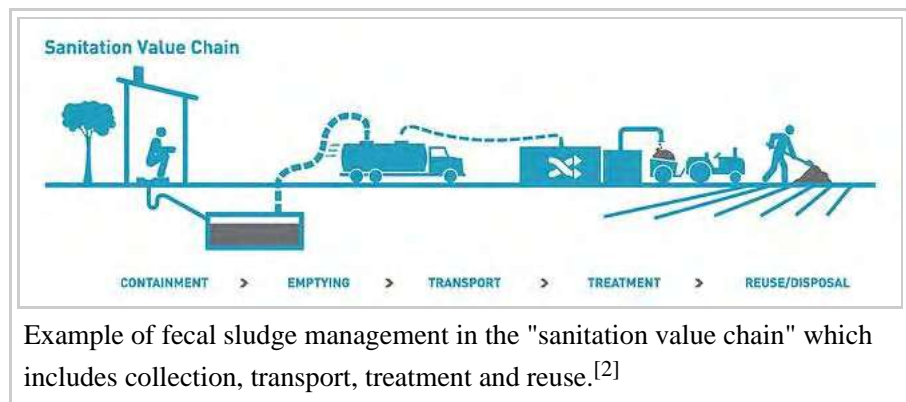 Sanitation Value Chain
CONTAINMENT > EMPTYING > TRANSPORT > TREATMENT > REUSE/DISPOSAL
Example of fecal sludge management in the "sanitation value chain" which
includes collection, transport, treatment and reuse.[2]